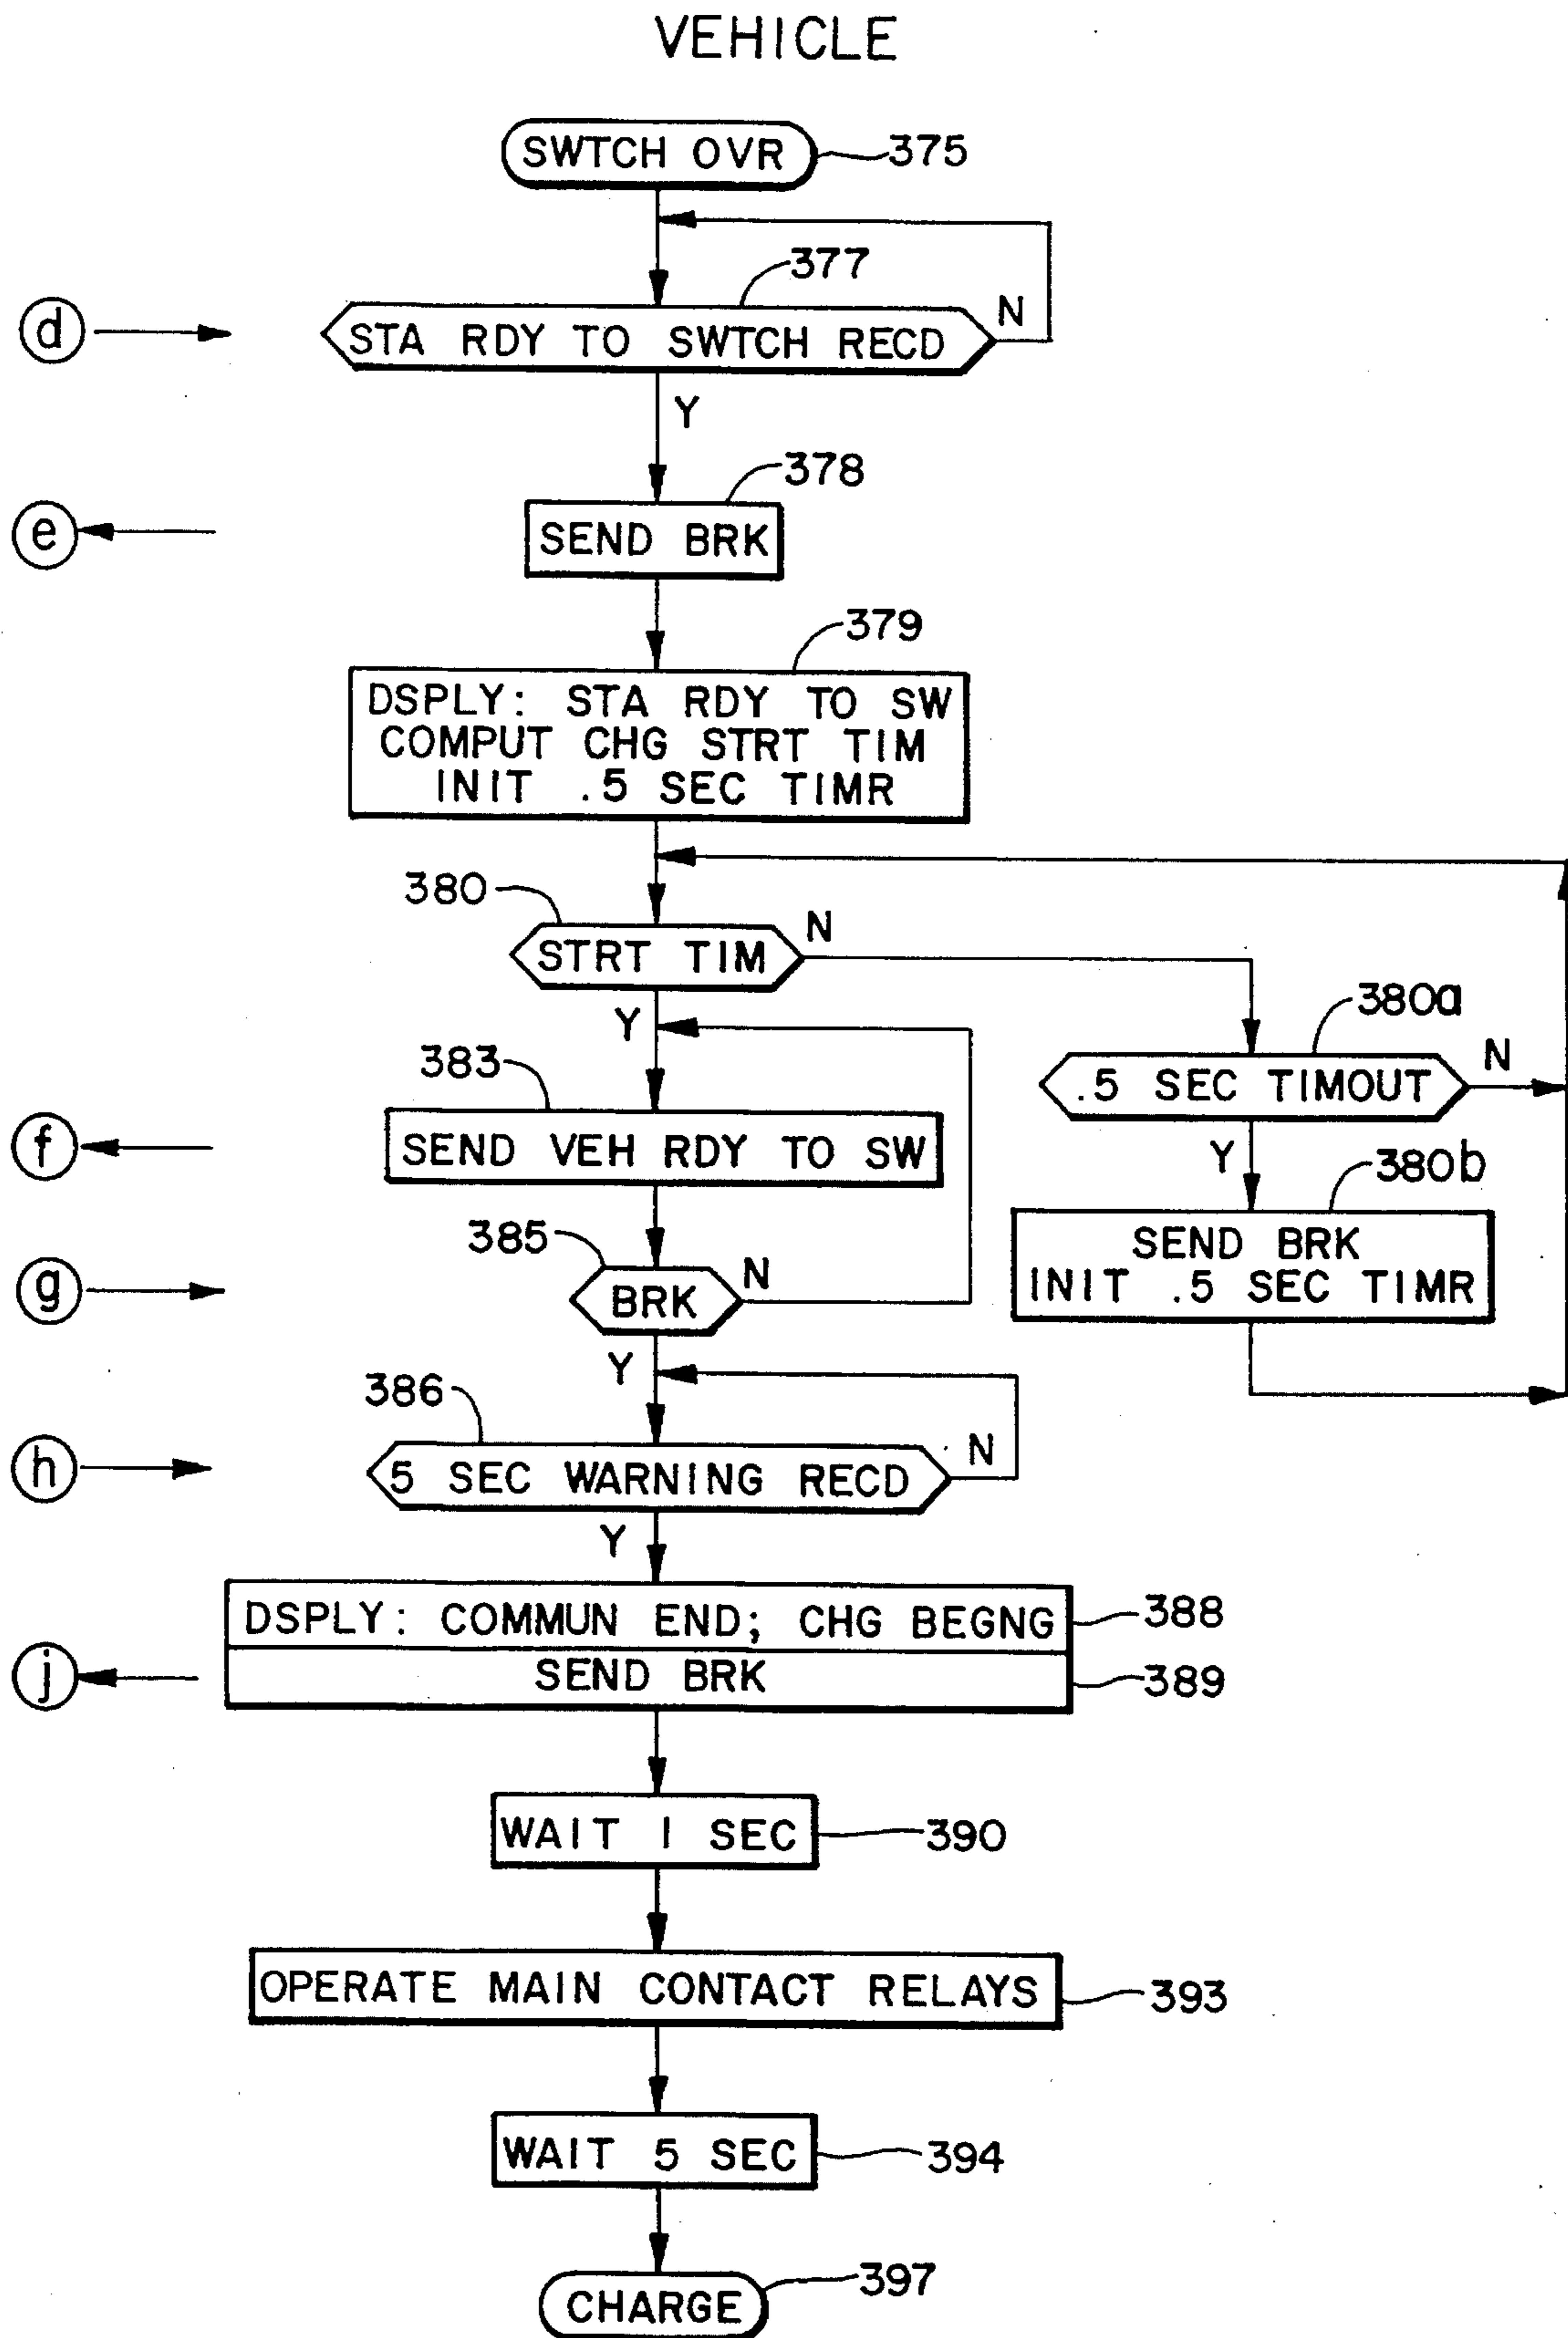 VEHICLE
SWTCH OVR
375
377
d
STA RDY TO SWTCH RECD
N
Y
378
e
SEND BRK
379
DSPLY: STA RDY TO SW
COMPUT CHG STRT TIM
INIT .5 SEC TIMR
380
STRT TIM
N
Y
380a
.5 SEC TIMOUT
N
Y
380b
SEND BRK
INIT .5 SEC TIMR
383
f
SEND VEH RDY TO SW
385
g
BRK
N
Y
386
h
5 SEC WARNING RECD
N
Y
DSPLY: COMMUN END; CHG BEGNG
388
j
SEND BRK
389
WAIT 1 SEC
390
OPERATE MAIN CONTACT RELAYS
393
WAIT 5 SEC
394
CHARGE
397